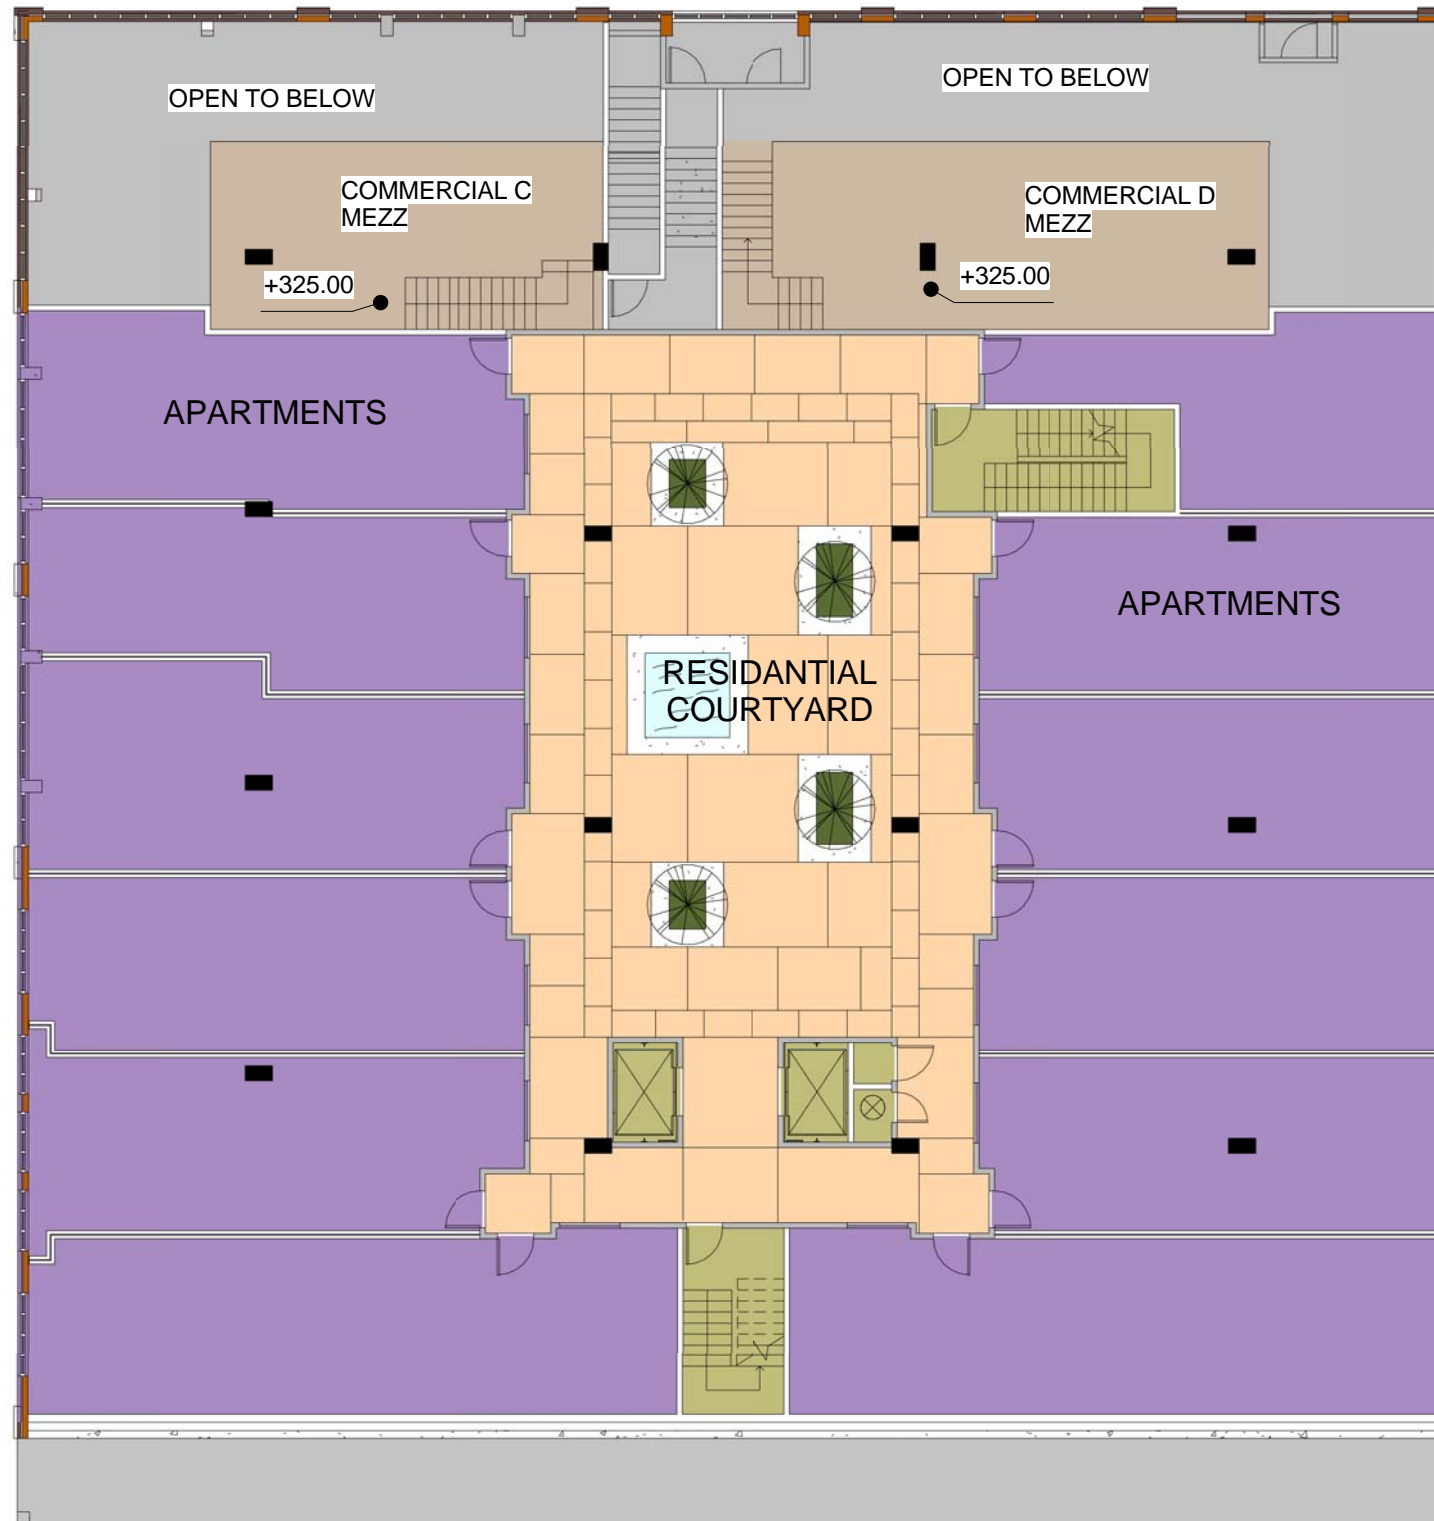 OPEN TO BELOW
OPEN TO BELOW
COMMERCIAL C
MEZZ
COMMERCIAL D
MEZZ
+325.00
+325.00
APARTMENTS
APARTMENTS
RESIDANTIAL
COURTYARD